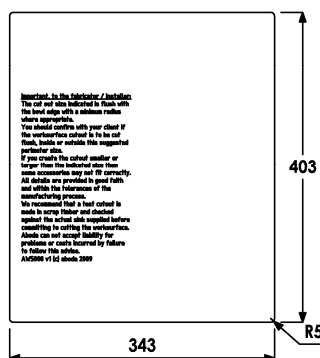 Important, to the fabricator / installer:
The cut out size indicated is flush with
the bowl edge with a minimum radius
where appropriate.
You should confirm with your client if
the worksurface cutout is to be cut
flush, inside or outside this suggested
perimeter size.
If you create the cutout smaller or
larger then the indicated size then
some accessories may not fit correctly.
All details are provided in good faith
and within the tolerances of the
manufacturing process.
We recommend that a test cutout is
made in scrap timber and checked
against the actual sink supplied before
committing to cutting the worksurface.
Abode can not accept liability for
problems or costs incurred by failure
to follow this advise.
AW5008 v1 (c) abode 2009
403
343
R5